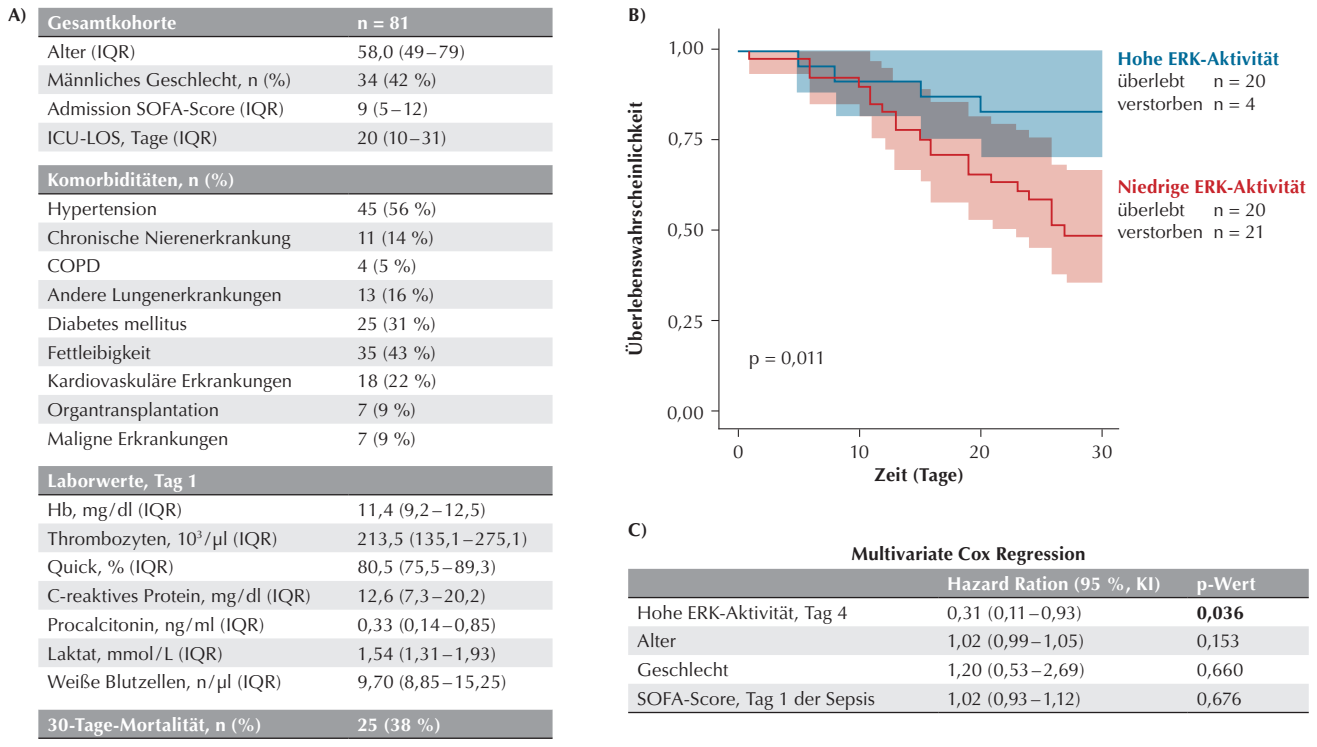 A)
Gesamtkohorte n = 81
Alter (IQR) 58,0 (49–79)
Männliches Geschlecht, n (%) 34 (42 %)
Admission SOFA-Score (IQR) 9 (5–12)
ICU-LOS, Tage (IQR) 20 (10–31)
Komorbiditäten, n (%)
Hypertension 45 (56 %)
Chronische Nierenerkrankung 11 (14 %)
COPD 4 (5 %)
Andere Lungenerkrankungen 13 (16 %)
Diabetes mellitus 25 (31 %)
Fettleibigkeit 35 (43 %)
Kardiovaskuläre Erkrankungen 18 (22 %)
Organtransplantation 7 (9 %)
Maligne Erkrankungen 7 (9 %)
Laborwerte, Tag 1
Hb, mg/dl (IQR) 11,4 (9,2–12,5)
Thrombozyten, 10³/µl (IQR) 213,5 (135,1–275,1)
Quick, % (IQR) 80,5 (75,5–89,3)
C-reaktives Protein, mg/dl (IQR) 12,6 (7,3–20,2)
Procalcitonin, ng/ml (IQR) 0,33 (0,14–0,85)
Laktat, mmol/L (IQR) 1,54 (1,31–1,93)
Weiße Blutzellen, n/µl (IQR) 9,70 (8,85–15,25)
30-Tage-Mortalität, n (%) 25 (38 %)
B)
Überlebenswahrscheinlichkeit
1,00
0,75
0,50
0,25
0,00
p = 0,011
0 10 20 30
Zeit (Tage)
Hohe ERK-Aktivität
überlebt n = 20
verstorben n = 4
Niedrige ERK-Aktivität
überlebt n = 20
verstorben n = 21
C)
Multivariate Cox Regression
Hazard Ration (95 %, KI) p-Wert
Hohe ERK-Aktivität, Tag 4 0,31 (0,11–0,93) 0,036
Alter 1,02 (0,99–1,05) 0,153
Geschlecht 1,20 (0,53–2,69) 0,660
SOFA-Score, Tag 1 der Sepsis 1,02 (0,93–1,12) 0,676